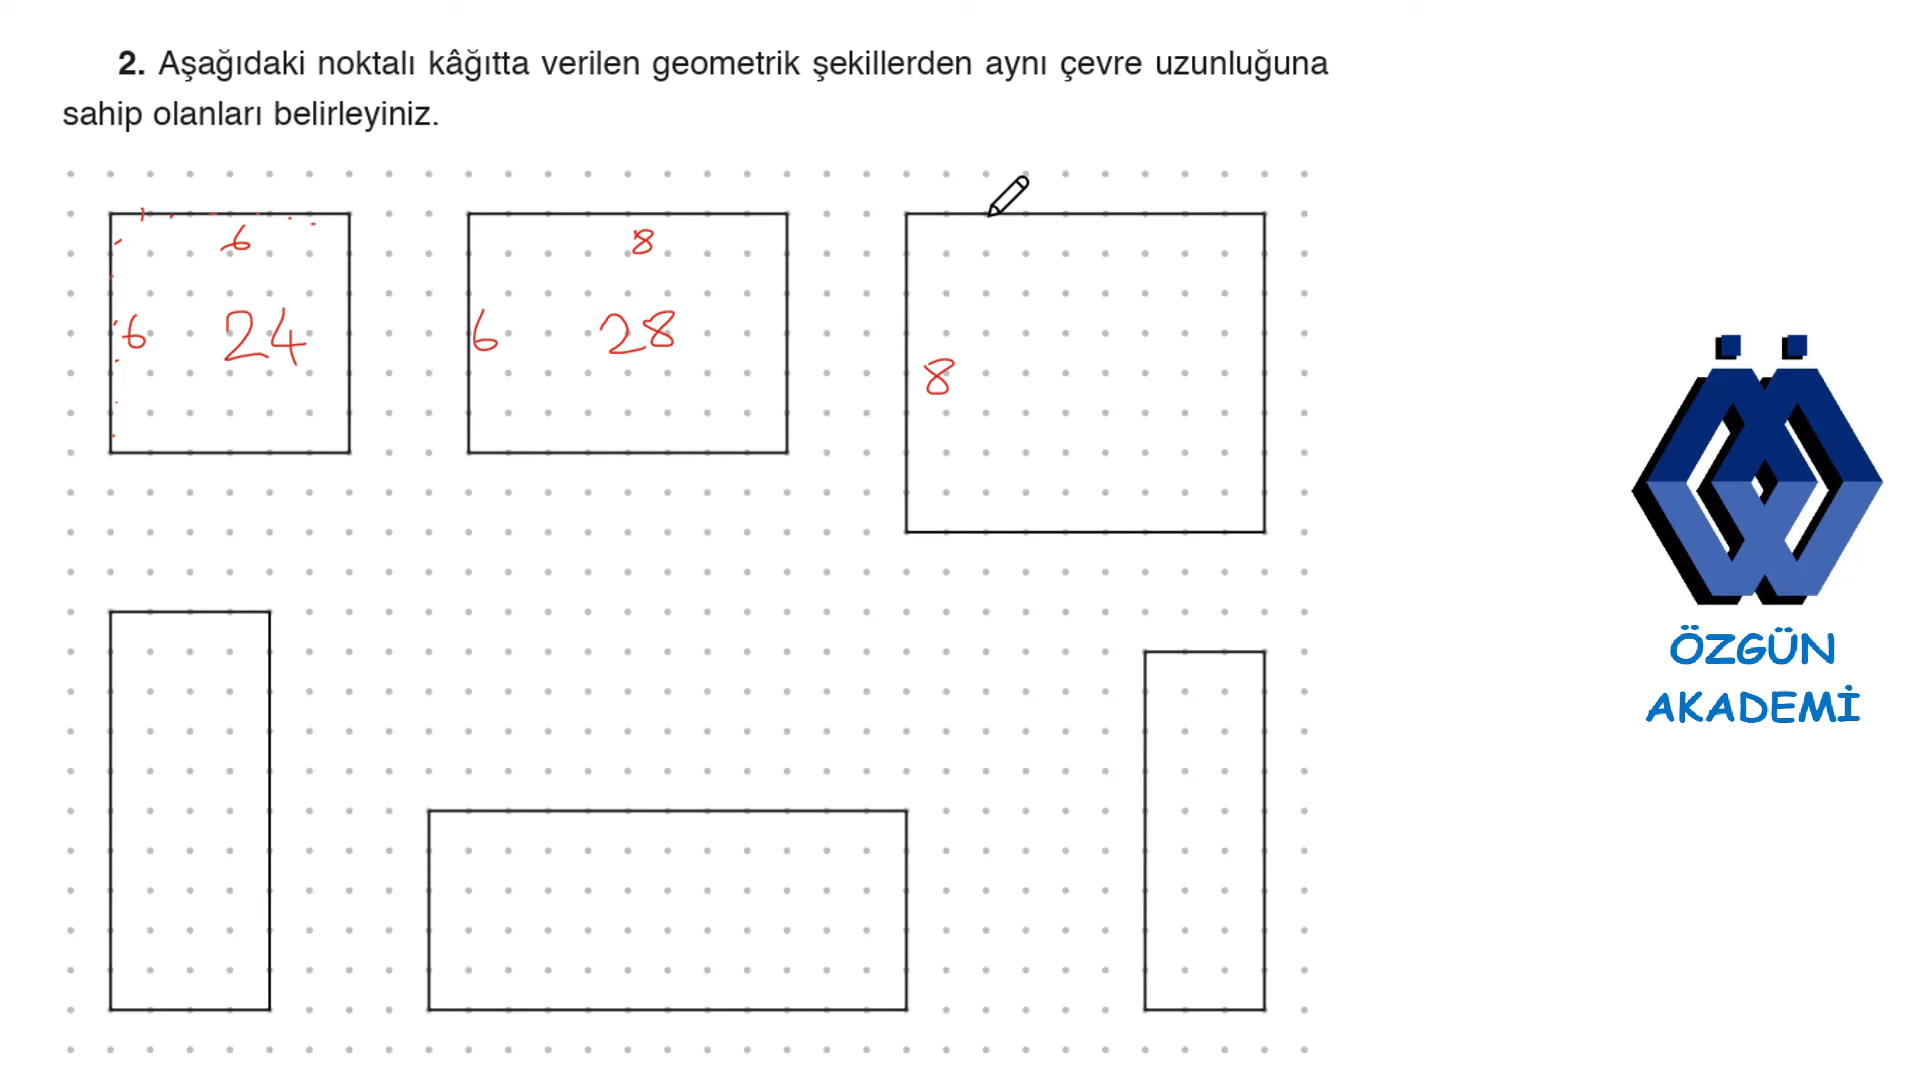 2. Aşağıdaki noktalı kâğıtta verilen geometrik şekillerden aynı çevre uzunluğuna
sahip olanları belirleyiniz.
6
6 24
8
6 28
8
ÖZGÜN
AKADEMİ